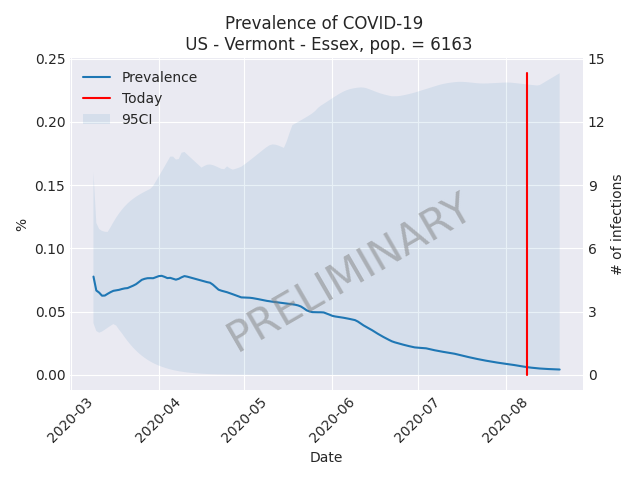 Prevalence of COVID-19
US - Vermont - Essex, pop. = 6163
0.25
0.20
0.15
0.10
0.05
0.00
%
Prevalence
Today
95CI
PRELIMINARY
15
12
9
6
3
0
# of infections
2020-03
2020-04
2020-05
2020-06
2020-07
2020-08
Date